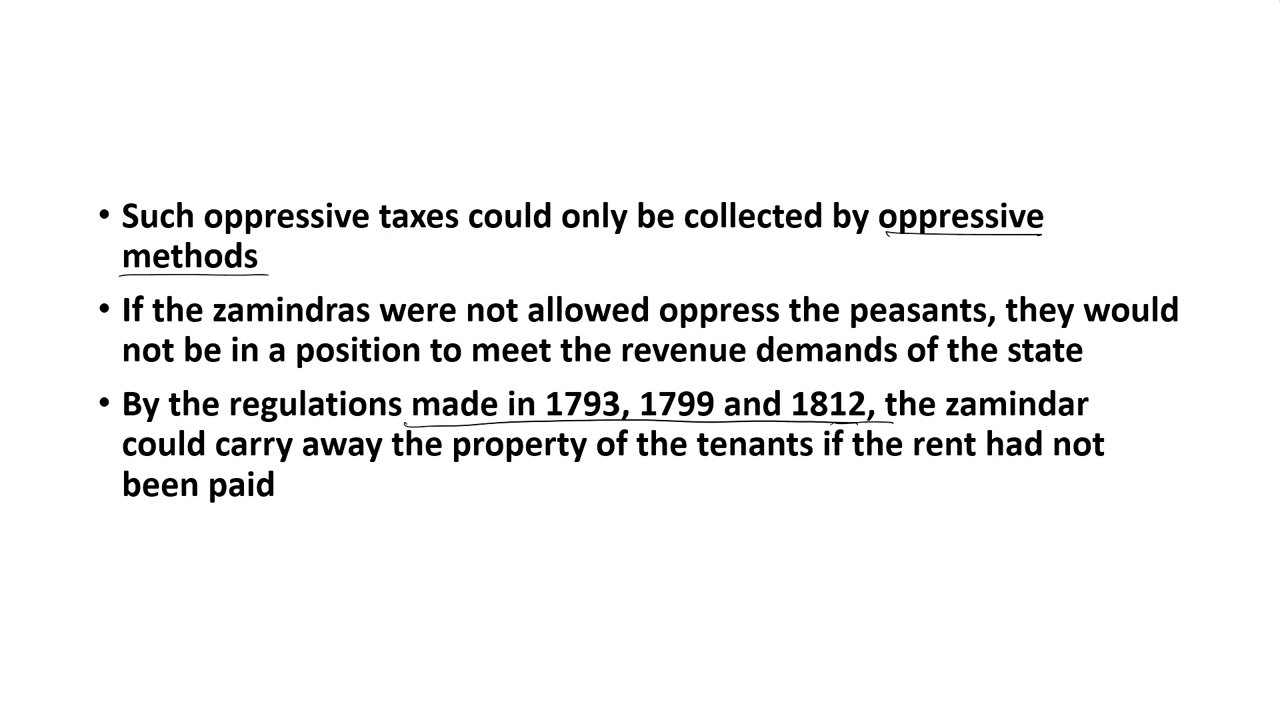 • Such oppressive taxes could only be collected by oppressive
methods
• If the zamindras were not allowed oppress the peasants, they would
not be in a position to meet the revenue demands of the state
• By the regulations made in 1793, 1799 and 1812, the zamindar
could carry away the property of the tenants if the rent had not
been paid